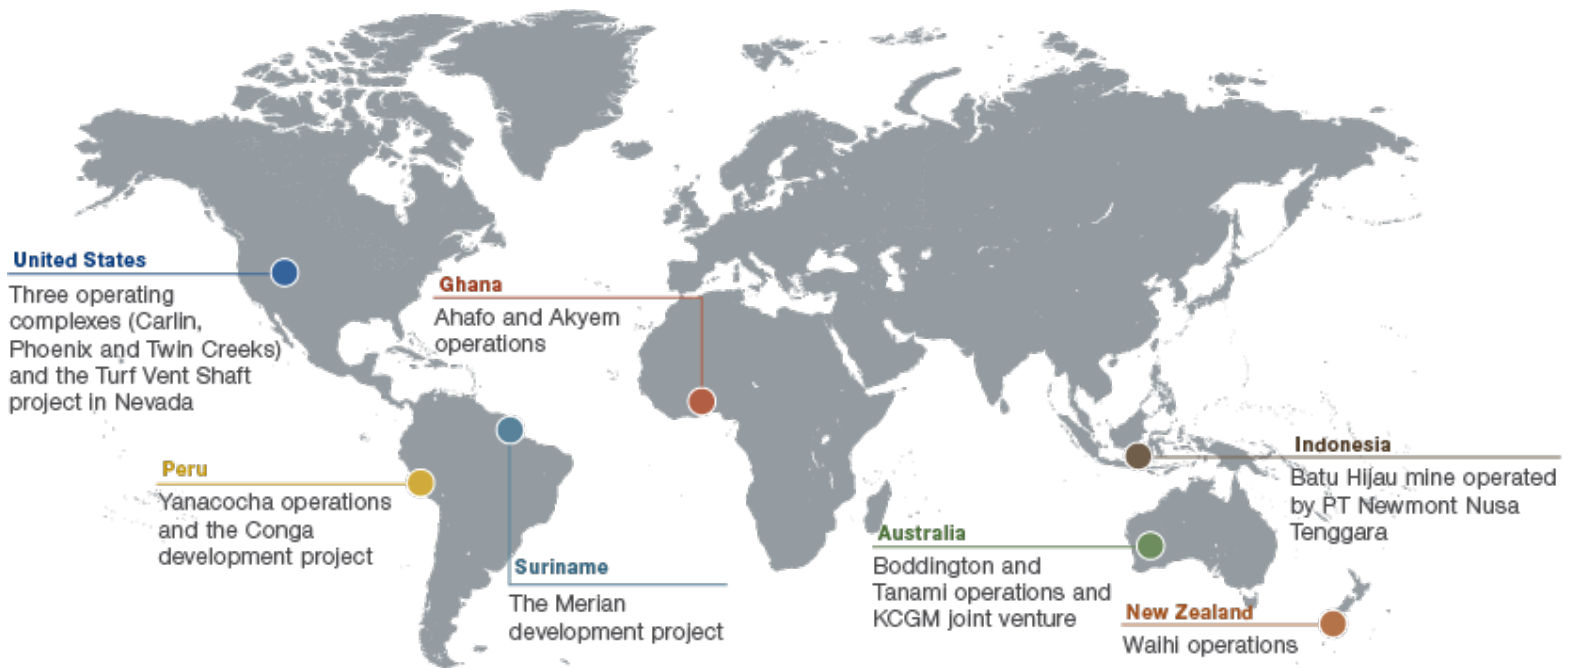 United States
Three operating
complexes (Carlin,
Phoenix and Twin Creeks)
and the Turf Vent Shaft
project in Nevada
Ghana
Ahafo and Akyem
operations
Peru
Yanacocha operations
and the Conga
development project
Suriname
The Merian
development project
Indonesia
Batu Hijau mine operated
by PT Newmont Nusa
Tenggara
Australia
Boddington and
Tanami operations and
KCGM joint venture
New Zealand
Waihi operations